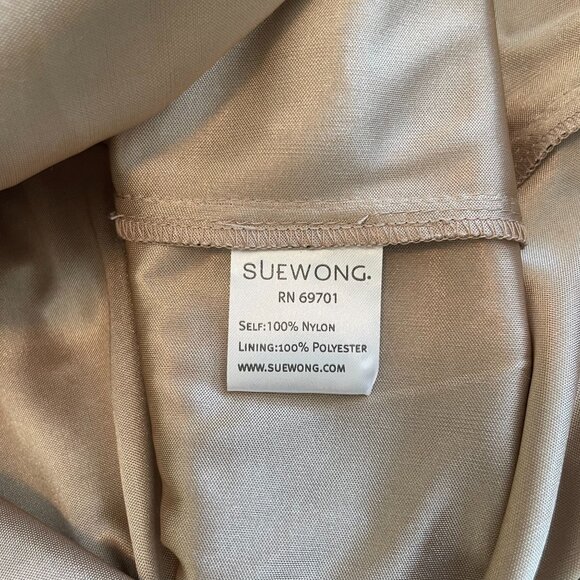 SUEWONG.
RN 69701
SELF:100% NYLON
LINING:100% POLYESTER
WWW.SUEWONG.COM